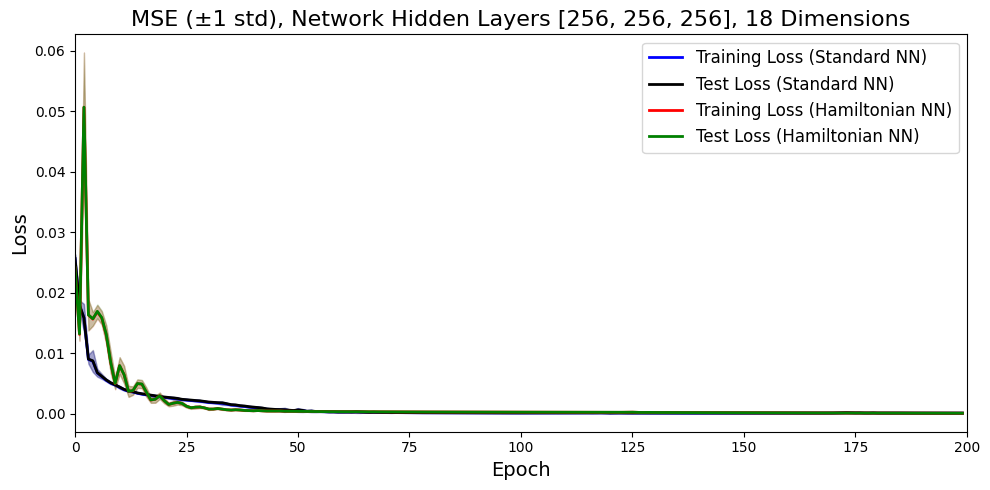 MSE (±1 std), Network Hidden Layers [256, 256, 256], 18 Dimensions
Training Loss (Standard NN)
Test Loss (Standard NN)
Training Loss (Hamiltonian NN)
Test Loss (Hamiltonian NN)
Loss
0.06
0.05
0.04
0.03
0.02
0.01
0.00
0
25
50
75
100
125
150
175
200
Epoch